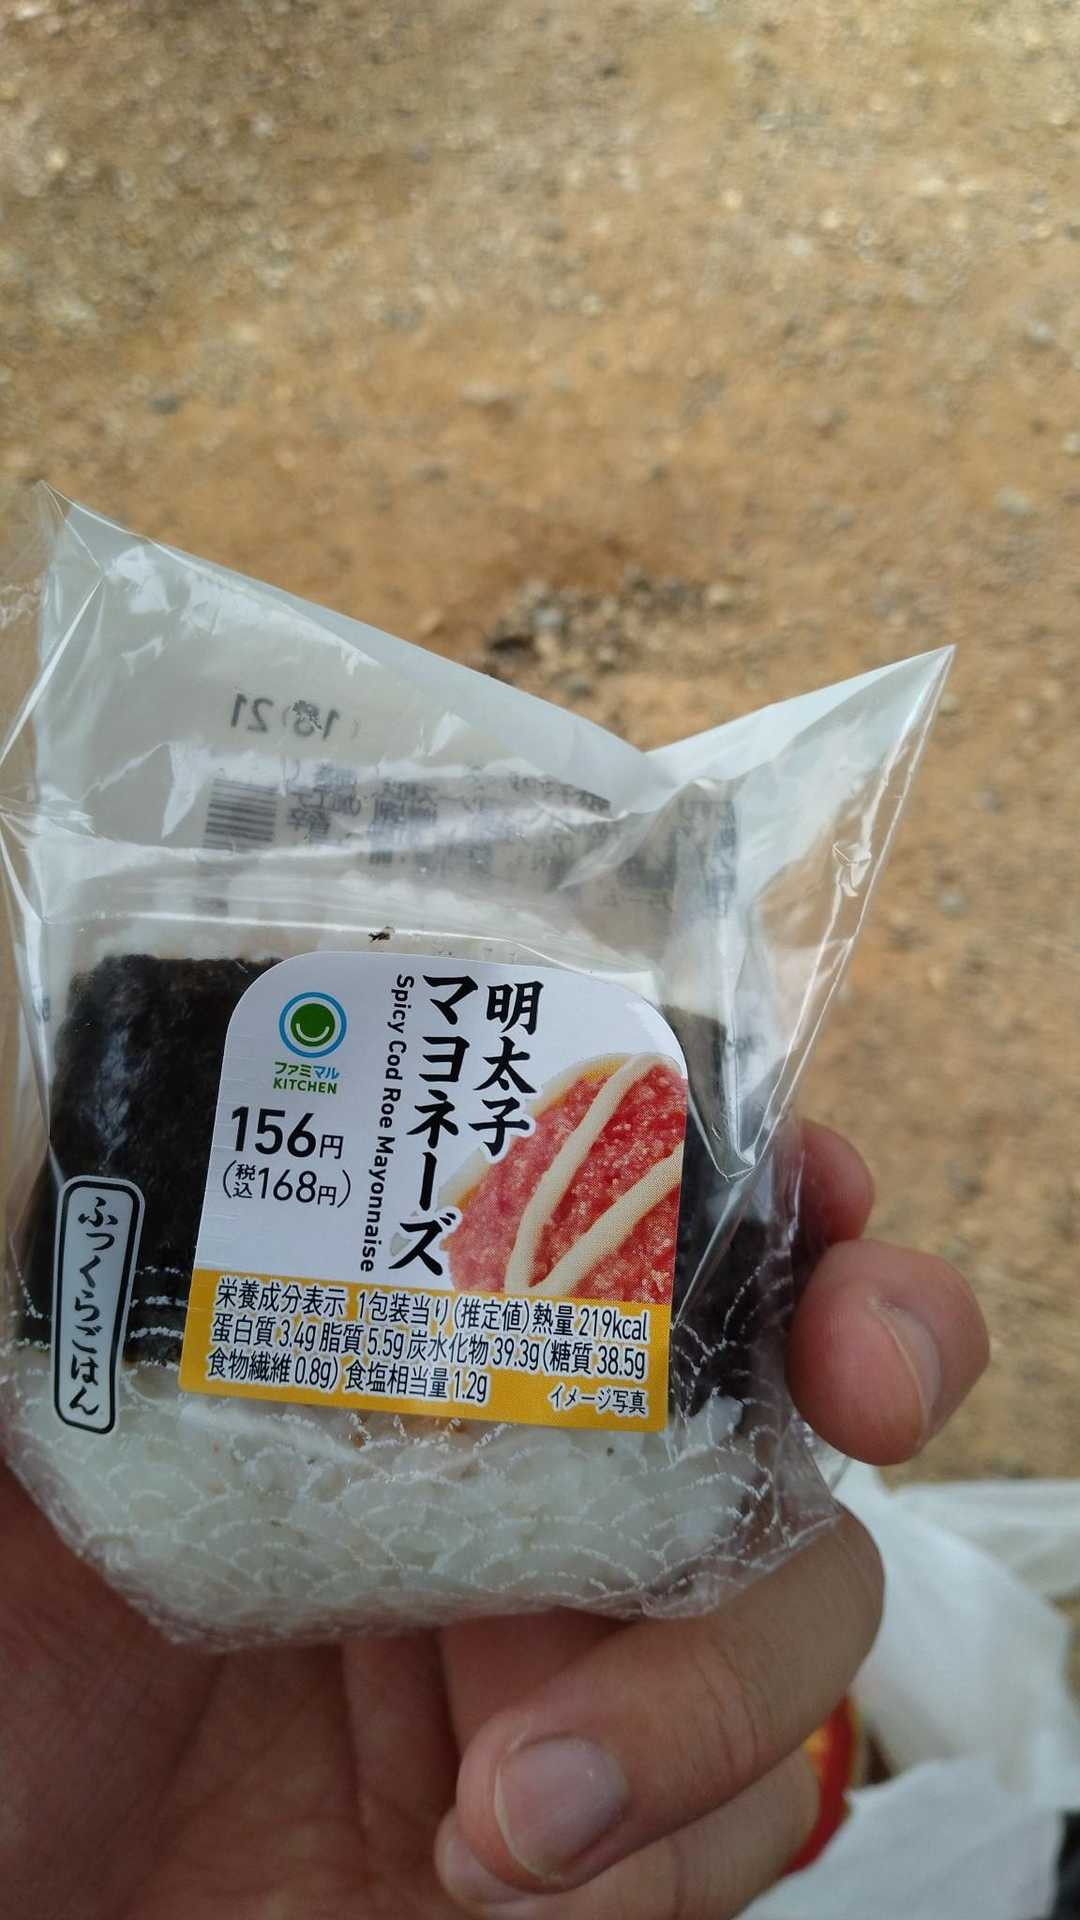 明太子
マヨネーズ
Spicy Cod Roe Mayonnaise
ファミマル
KITCHEN
156円
(税込168円)
ふっくらごはん
栄養成分表示 1包装当り(推定値)熱量219kcal
蛋白質3.4g脂質5.5g炭水化物39.3g(糖質38.5g
食物繊維0.8g)食塩相当量1.2g
イメージ写真